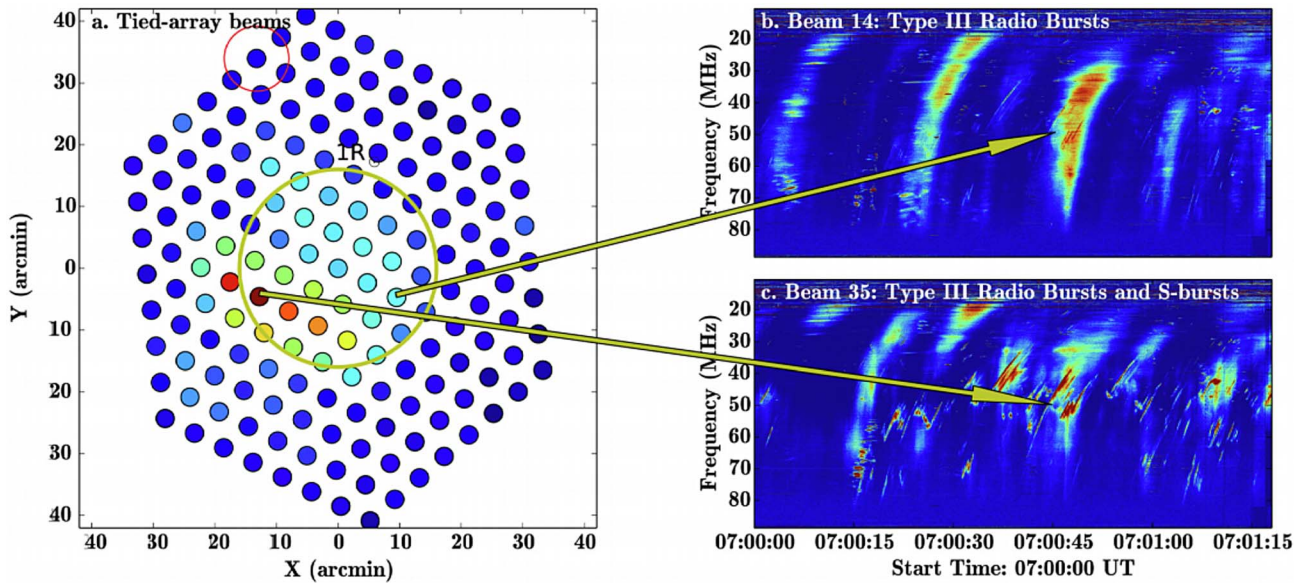 a. Tied-array beams
1R
40
30
20
10
0
10
20
30
40
Y (arcmin)
40 30 20 10 0 10 20 30 40
X (arcmin)
b. Beam 14: Type III Radio Bursts
20
30
40
50
60
70
80
Frequency (MHz)
c. Beam 35: Type III Radio Bursts and S-bursts
20
30
40
50
60
70
80
Frequency (MHz)
07:00:00 07:00:15 07:00:30 07:00:45 07:01:00 07:01:15
Start Time: 07:00:00 UT